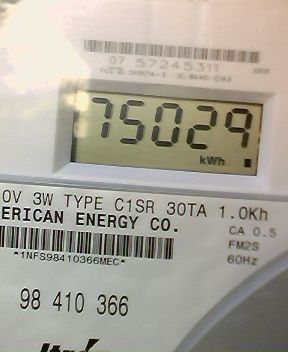 07 57245311
75029
kWh
0V 3W TYPE C1SR 30TA 1.0Kh
ERICAN ENERGY CO.
CA 0.5
FM2S
60Hz
*1NFS98410366MEC*
98 410 366